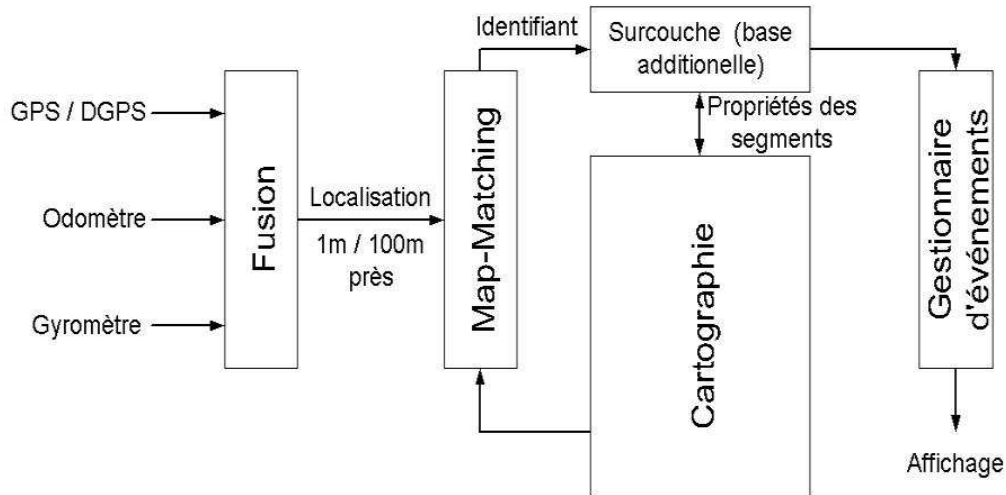 GPS / DGPS
Odomètre
Gyromètre
Fusion
Localisation
1m / 100m
près
Map-Matching
Identifiant
Surcouche (base
additionelle)
Propriétés des
segments
Cartographie
Gestionnaire
d'événements
Affichage